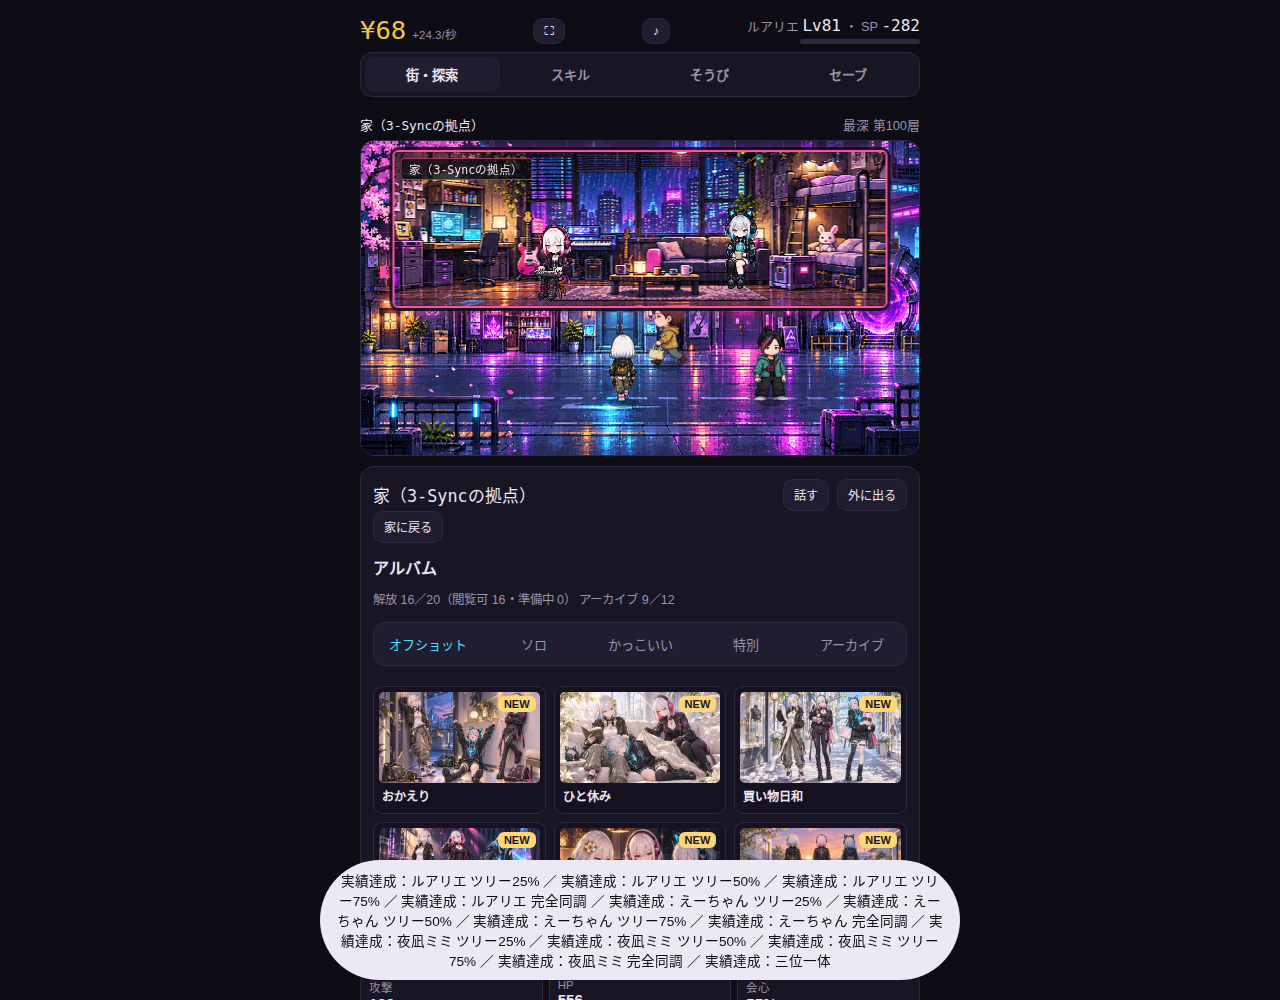 ¥68 +24.3/秒 ♪ ルアリエ Lv81 ・ SP -282
街・探索 スキル そうび セーブ
家（3-Syncの拠点） 最深 第100層
家（3-Syncの拠点）
家（3-Syncの拠点） 話す 外に出る
家に戻る
アルバム
解放 16／20（閲覧可 16・準備中 0） アーカイブ 9／12
オフショット ソロ かっこいい 特別 アーカイブ
NEW NEW NEW
おかえり ひと休み 買い物日和
NEW NEW NEW
実績達成：ルアリエ ツリー25% ／ 実績達成：ルアリエ ツリー50% ／ 実績達成：ルアリエ ツリ
ー75% ／ 実績達成：ルアリエ 完全同調 ／ 実績達成：えーちゃん ツリー25% ／ 実績達成：えー
ちゃん ツリー50% ／ 実績達成：えーちゃん ツリー75% ／ 実績達成：えーちゃん 完全同調 ／ 実
績達成：夜凪ミミ ツリー25% ／ 実績達成：夜凪ミミ ツリー50% ／ 実績達成：夜凪ミミ ツリー
75% ／ 実績達成：夜凪ミミ 完全同調 ／ 実績達成：三位一体
攻撃 HP 会心
556